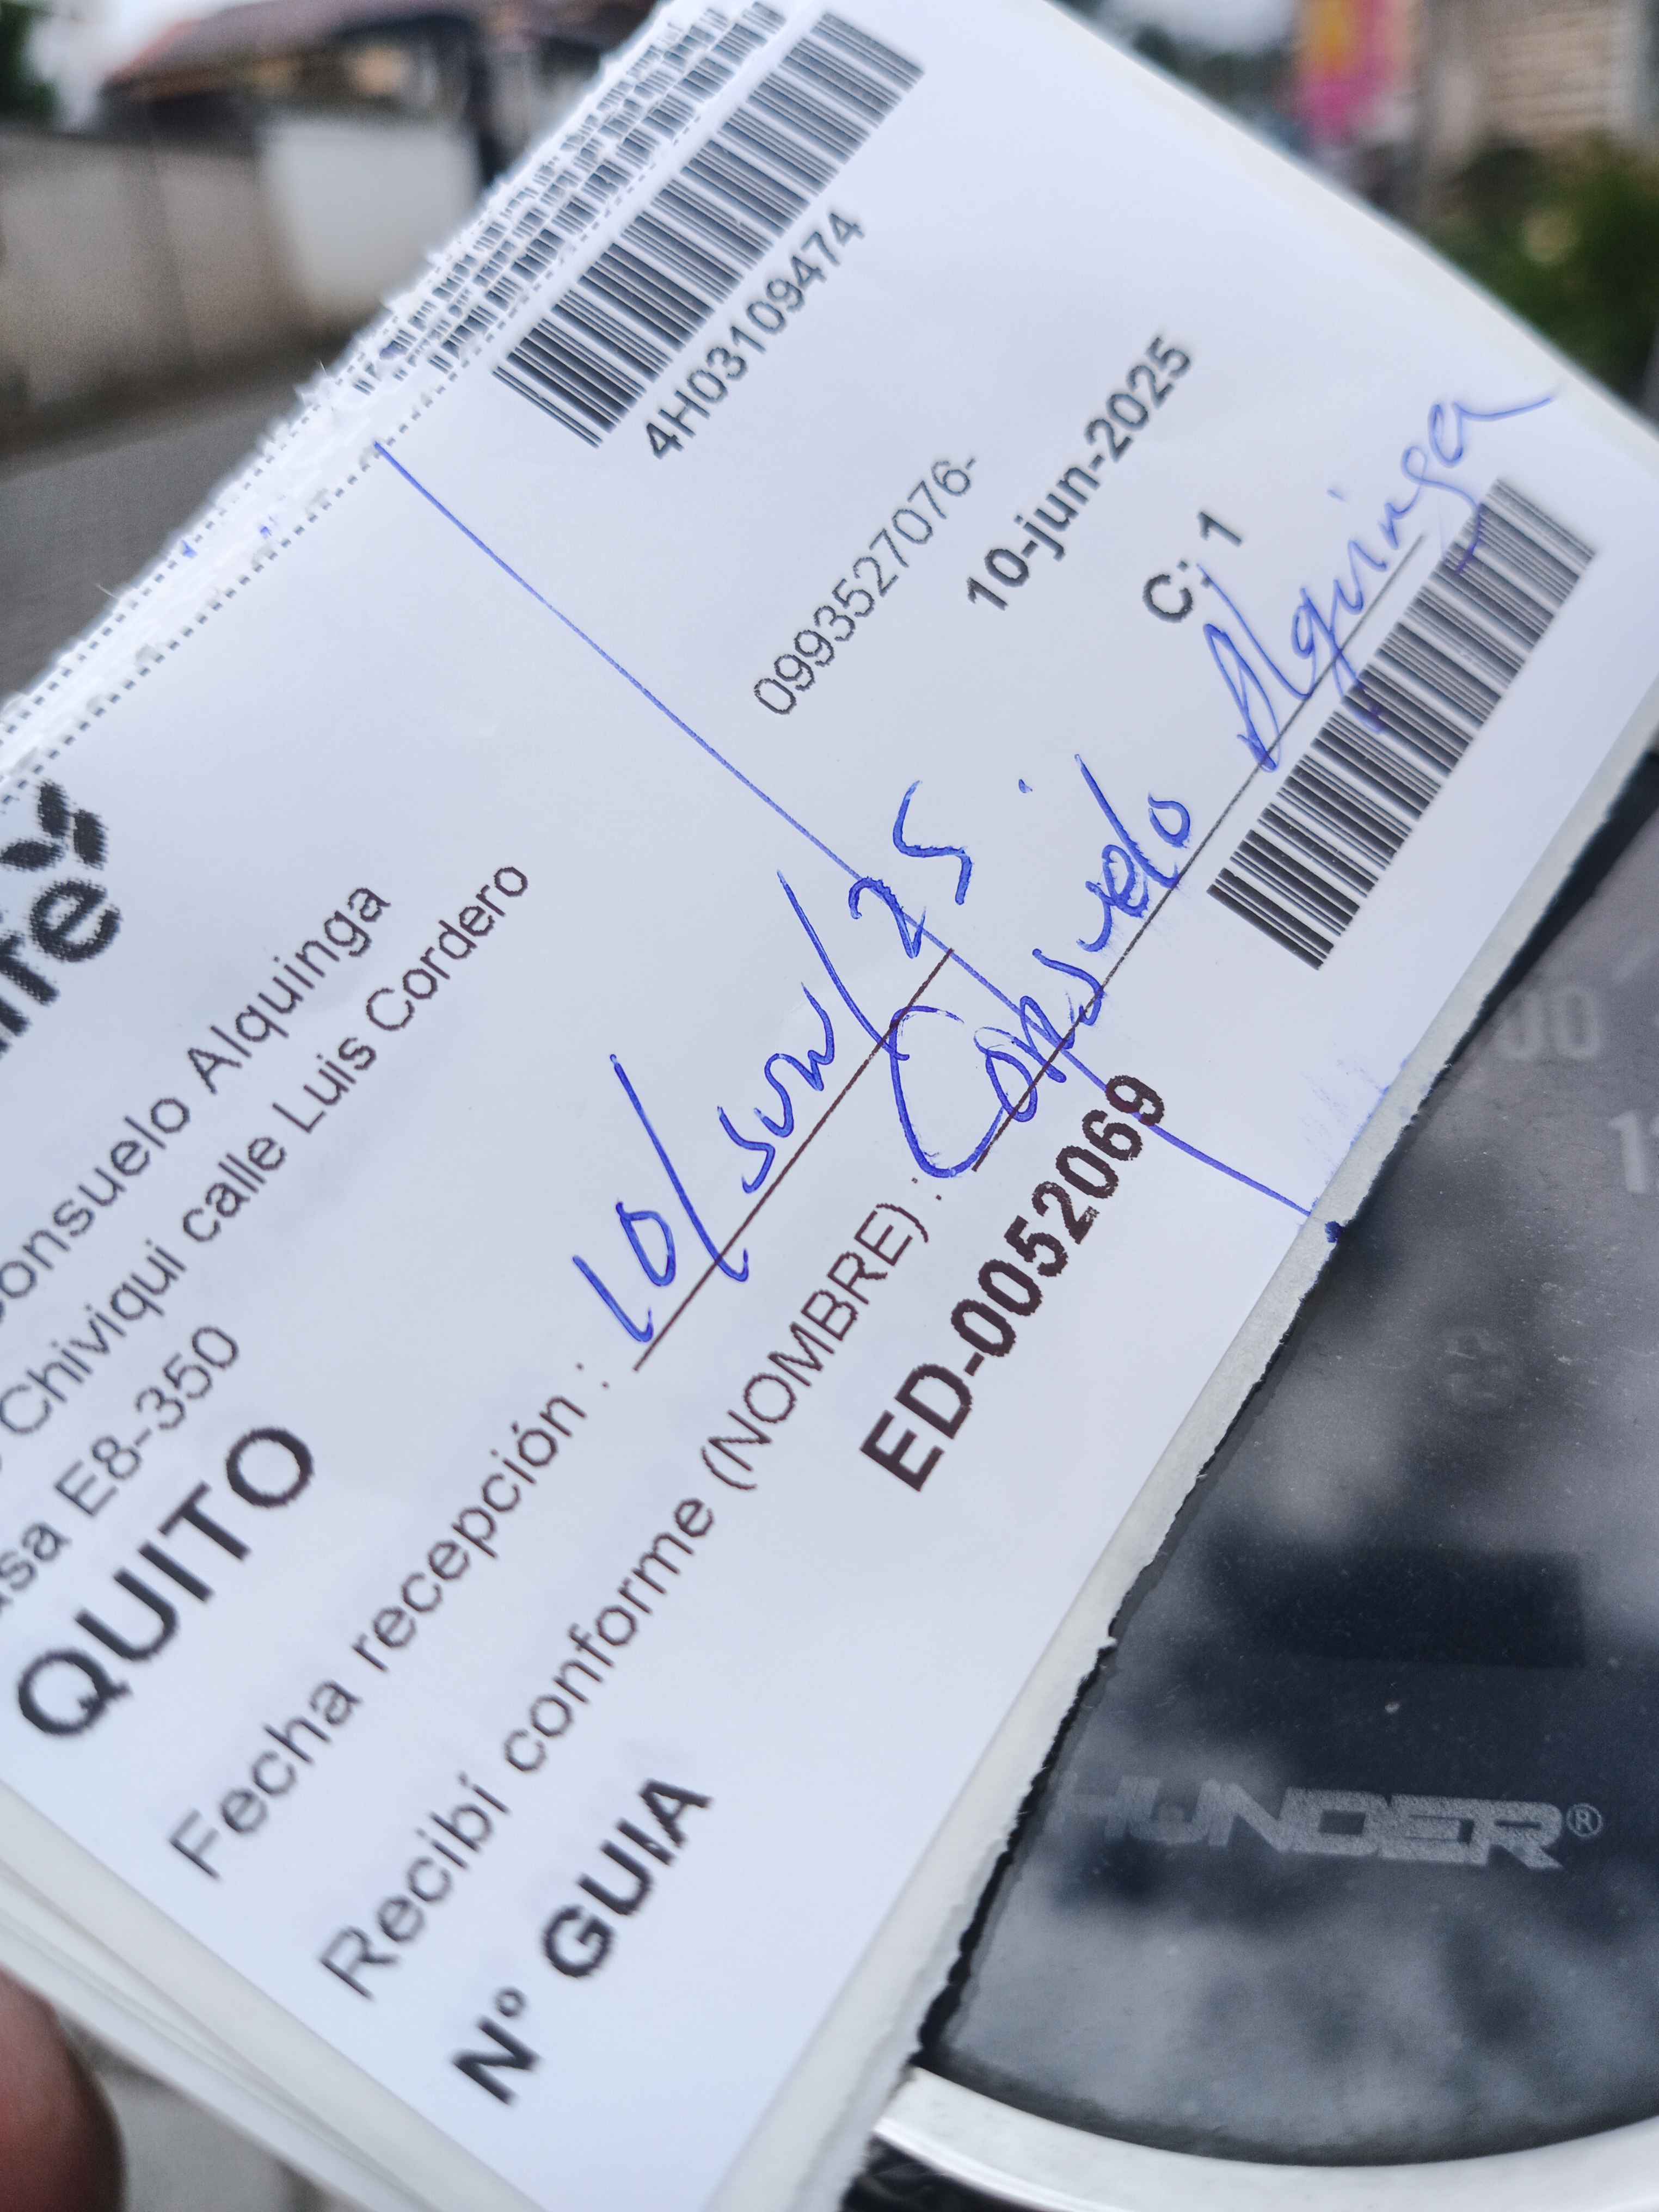 4H03109474
Consuelo Alquinga
Chiviqui calle Luis Cordero
E8-350
0993527076-
QUITO
10-jun-2025
C: 1
Fecha recepción : 10/Jun/25
Recibí conforme (NOMBRE) : Consuelo Alquinga
Nº GUIA ED-0052069
HUNDER®